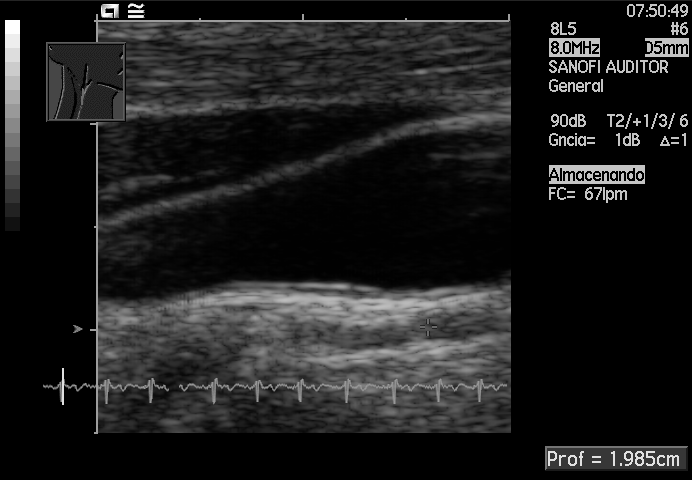 07:50:49
8L5 #6
8.0MHz D5mm
SANOFI AUDITOR
General
90dB T2/+1/3/ 6
Gncia= 1dB Δ=1
Almacenando
FC= 67lpm
Prof = 1.985cm